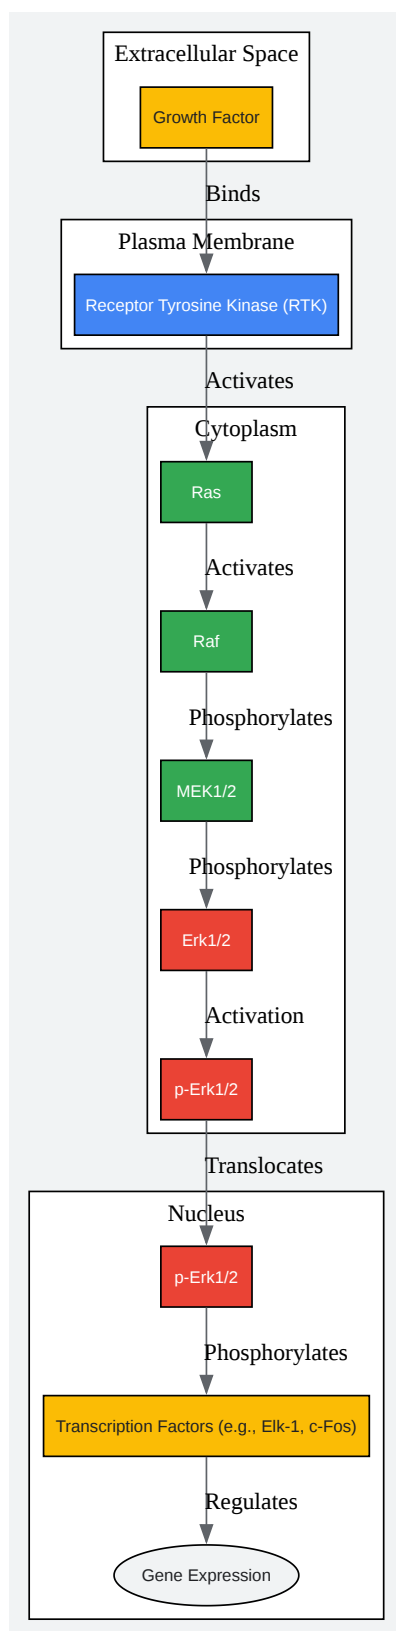 Extracellular Space
Growth Factor
Binds
Plasma Membrane
Receptor Tyrosine Kinase (RTK)
Activates
Cytoplasm
Ras
Activates
Raf
Phosphorylates
MEK1/2
Phosphorylates
Erk1/2
Activation
p-Erk1/2
Translocates
Nucleus
p-Erk1/2
Phosphorylates
Transcription Factors (e.g., Elk-1, c-Fos)
Regulates
Gene Expression